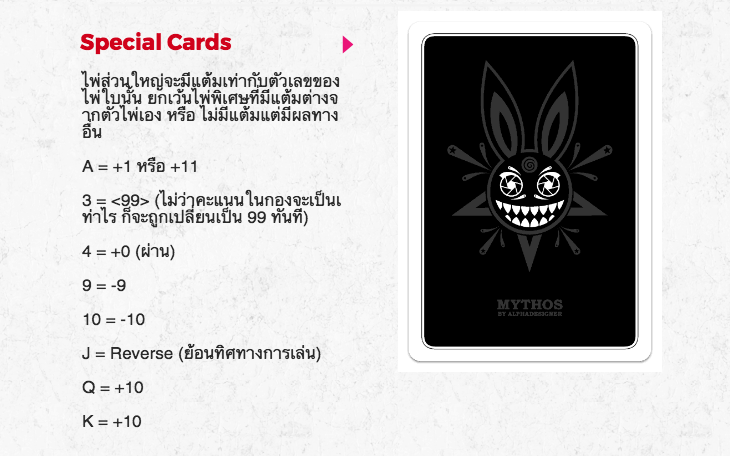 Special Cards
ไพ่ส่วนใหญ่จะมีแต้มเท่ากับตัวเลขของ
ไพ่ใบนั้น ยกเว้นไพ่พิเศษที่มีแต้มต่างจ
ากตัวไพ่เอง หรือ ไม่มีแต้มแต่มีผลทาง
อื่น
A = +1 หรือ +11
3 = <99> (ไม่ว่าคะแนนในกองจะเป็นเ
ท่าไร ก็จะถูกเปลี่ยนเป็น 99 ทันที)
4 = +0 (ผ่าน)
9 = -9
10 = -10
J = Reverse (ย้อนทิศทางการเล่น)
Q = +10
K = +10
MYTHOS
BY ALPHADESIGNER